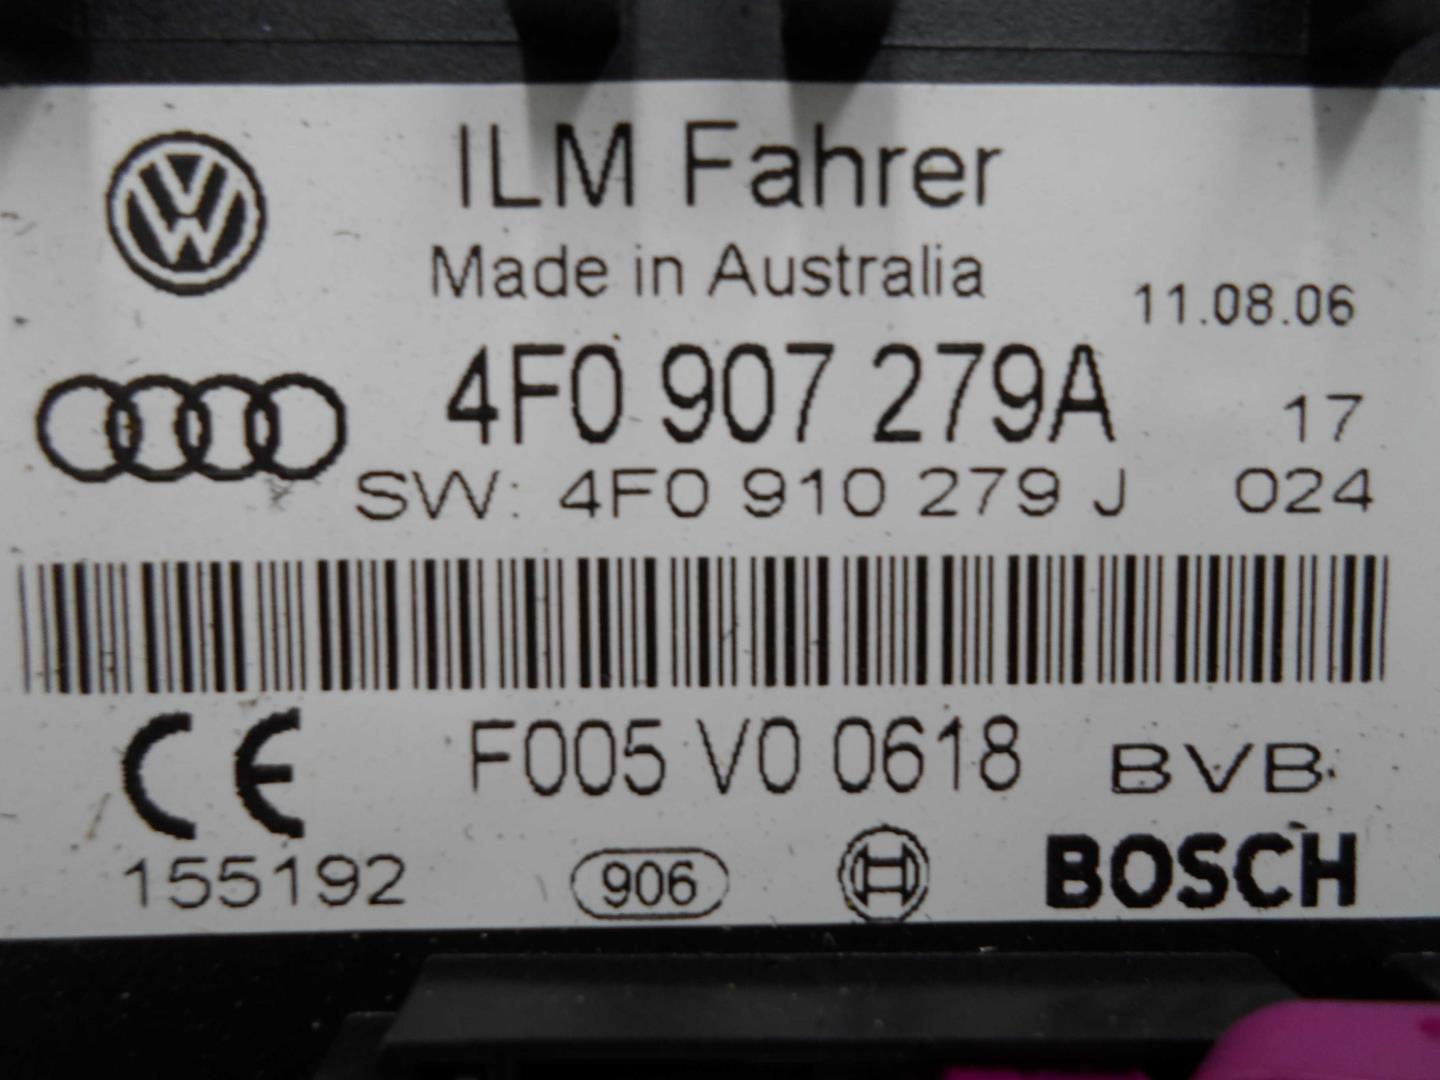 ILM Fahrer
Made in Australia
11.08.06
4F0 907 279A
17
SW: 4F0 910 279 J
024
F005 V0 0618
BVB
CE
155192
906
BOSCH